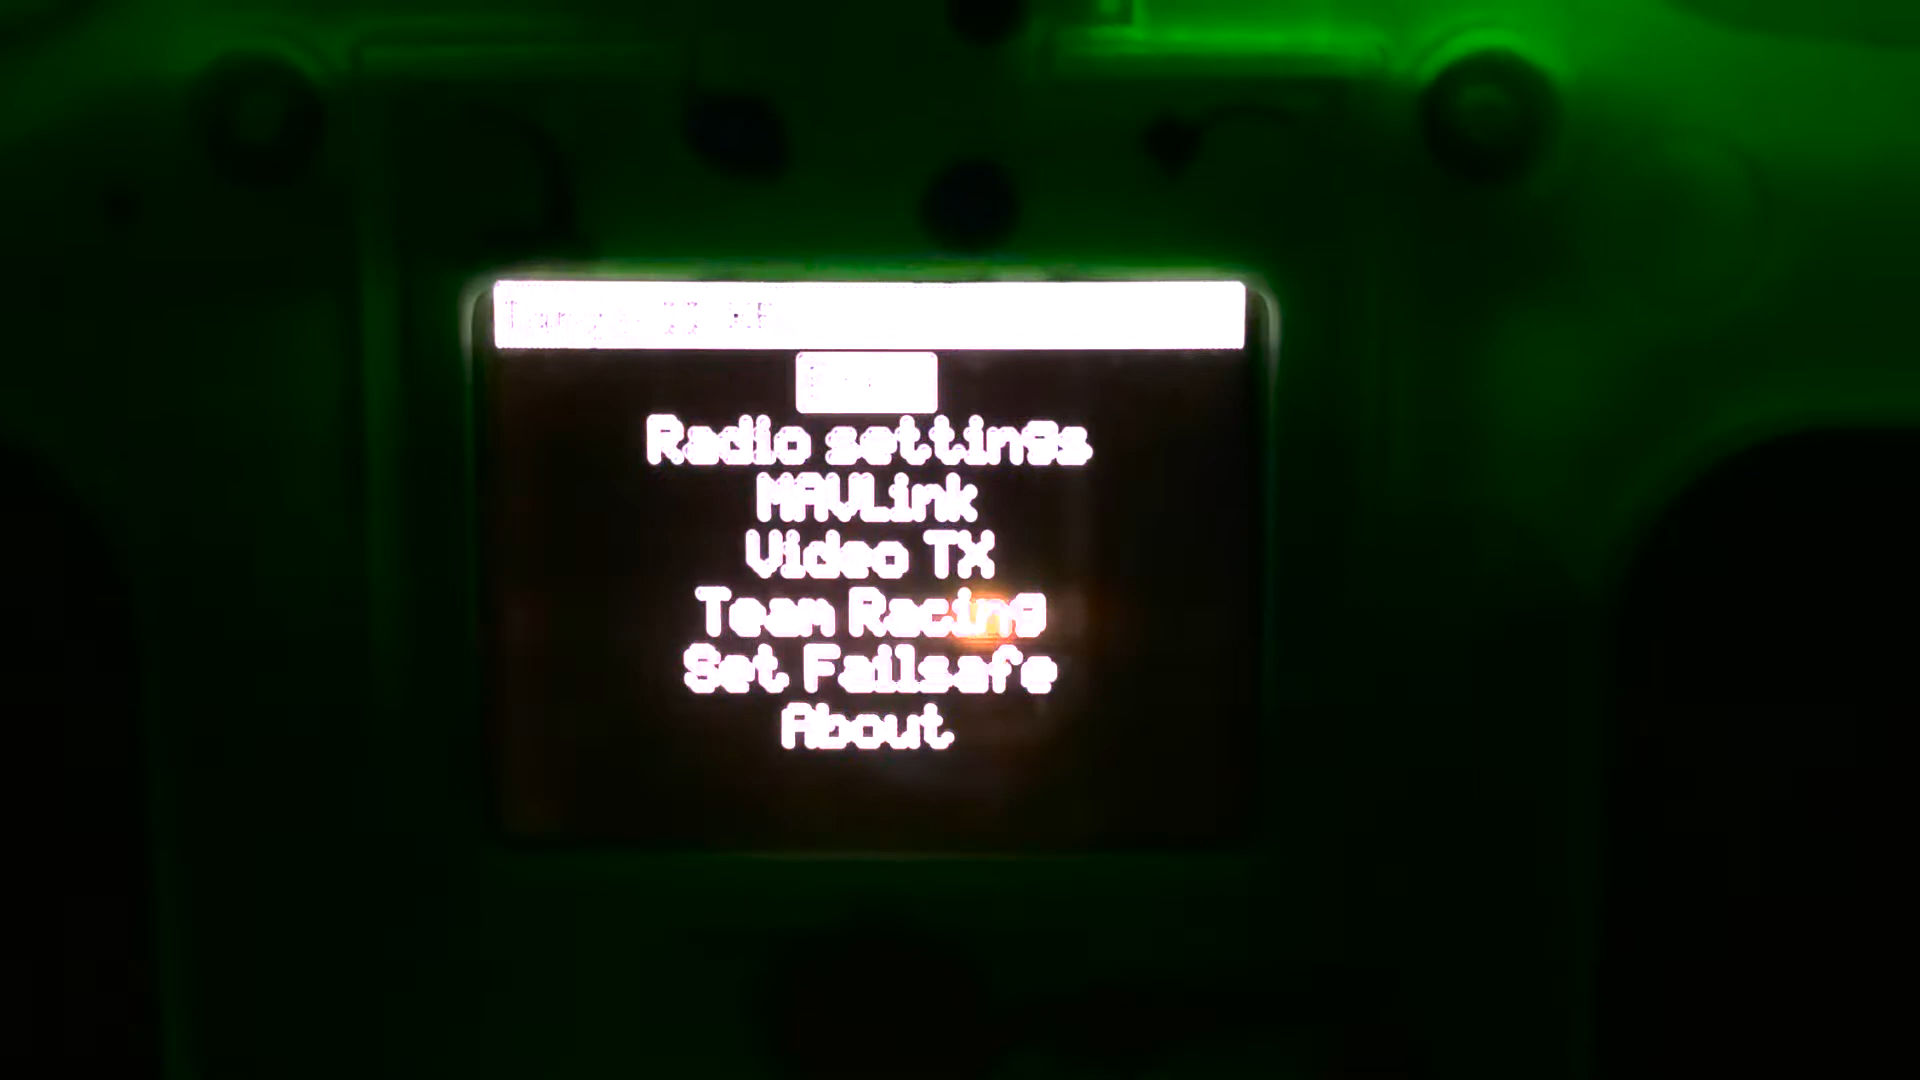 Radio settings
MAVLink
Video TX
Team Racing
Set Failsafe
About